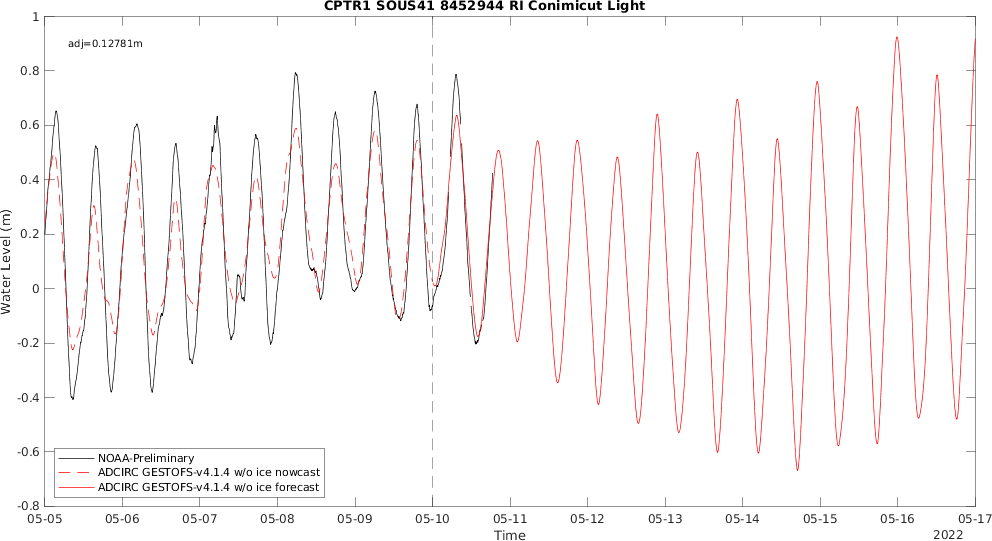 CPTR1 SOUS41 8452944 RI Conimicut Light
adj=0.12781m
1
0.8
0.6
0.4
0.2
0
-0.2
-0.4
-0.6
-0.8
Water Level (m)
NOAA-Preliminary
ADCIRC GESTOFS-v4.1.4 w/o ice nowcast
ADCIRC GESTOFS-v4.1.4 w/o ice forecast
05-05 05-06 05-07 05-08 05-09 05-10 05-11 05-12 05-13 05-14 05-15 05-16 05-17
Time
2022